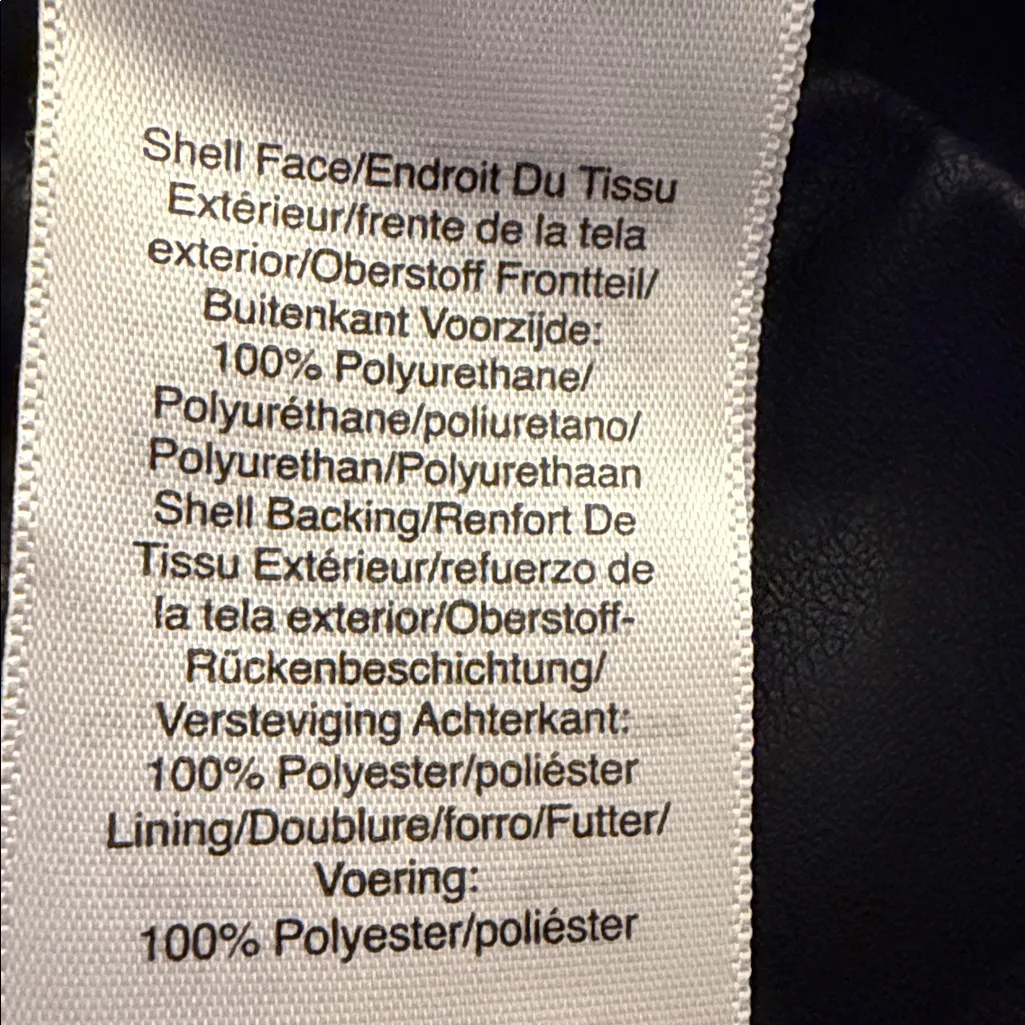 Shell Face/Endroit Du Tissu
Extérieur/frente de la tela
exterior/Oberstoff Frontteil/
Buitenkant Voorzijde:
100% Polyurethane/
Polyuréthane/poliuretano/
Polyurethan/Polyurethaan
Shell Backing/Renfort De
Tissu Extérieur/refuerzo de
la tela exterior/Oberstoff-
Rückenbeschichtung/
Versteviging Achterkant:
100% Polyester/poliéster
Lining/Doublure/forro/Futter/
Voering:
100% Polyester/poliéster